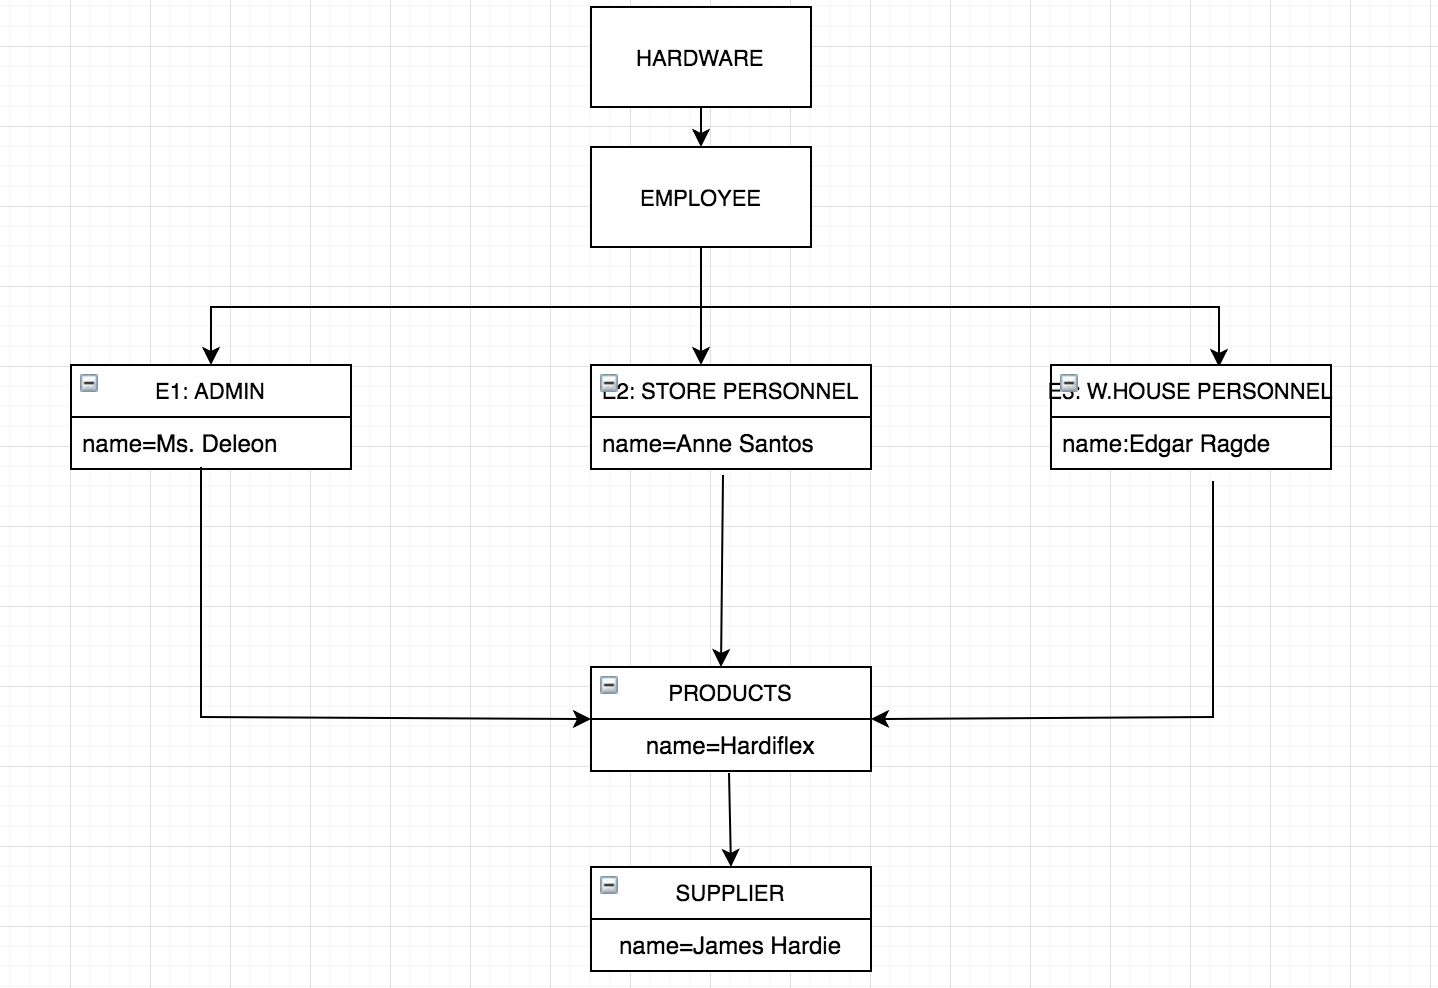 HARDWARE
EMPLOYEE
E1: ADMIN
name=Ms. Deleon
E2: STORE PERSONNEL
name=Anne Santos
E3: W.HOUSE PERSONNEL
name:Edgar Ragde
PRODUCTS
name=Hardiflex
SUPPLIER
name=James Hardie